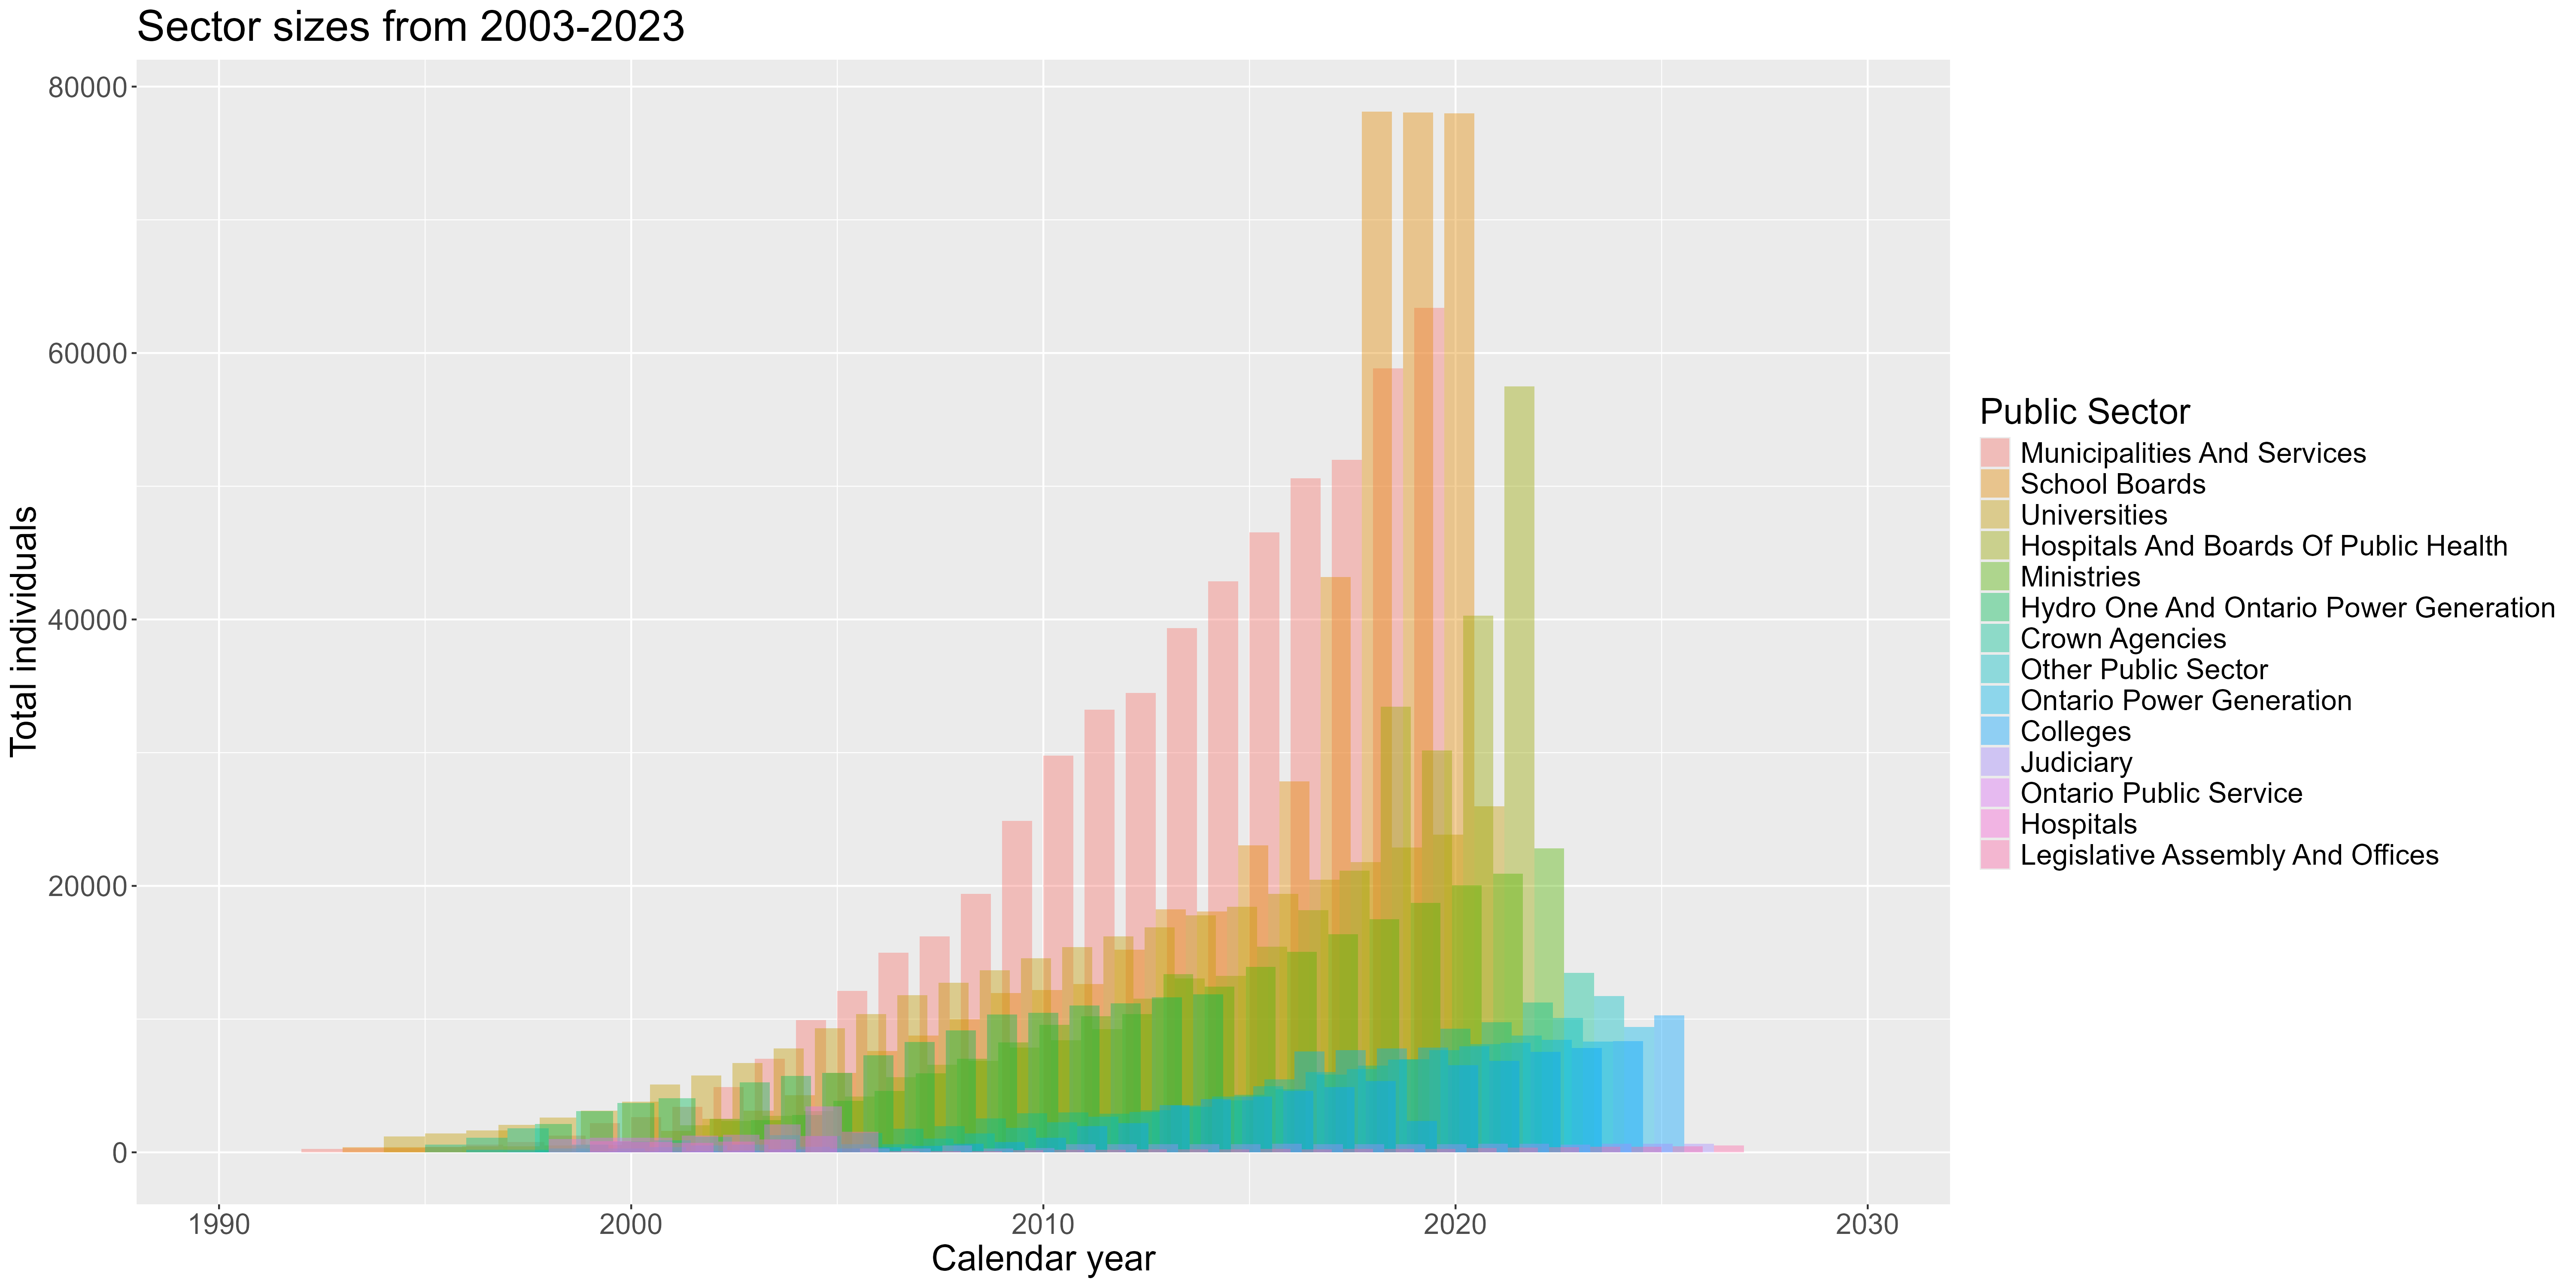 Sector sizes from 2003-2023
80000
60000
40000
20000
0
Total individuals
1990
2000
2010
2020
2030
Calendar year
Public Sector
Municipalities And Services
School Boards
Universities
Hospitals And Boards Of Public Health
Ministries
Hydro One And Ontario Power Generation
Crown Agencies
Other Public Sector
Ontario Power Generation
Colleges
Judiciary
Ontario Public Service
Hospitals
Legislative Assembly And Offices